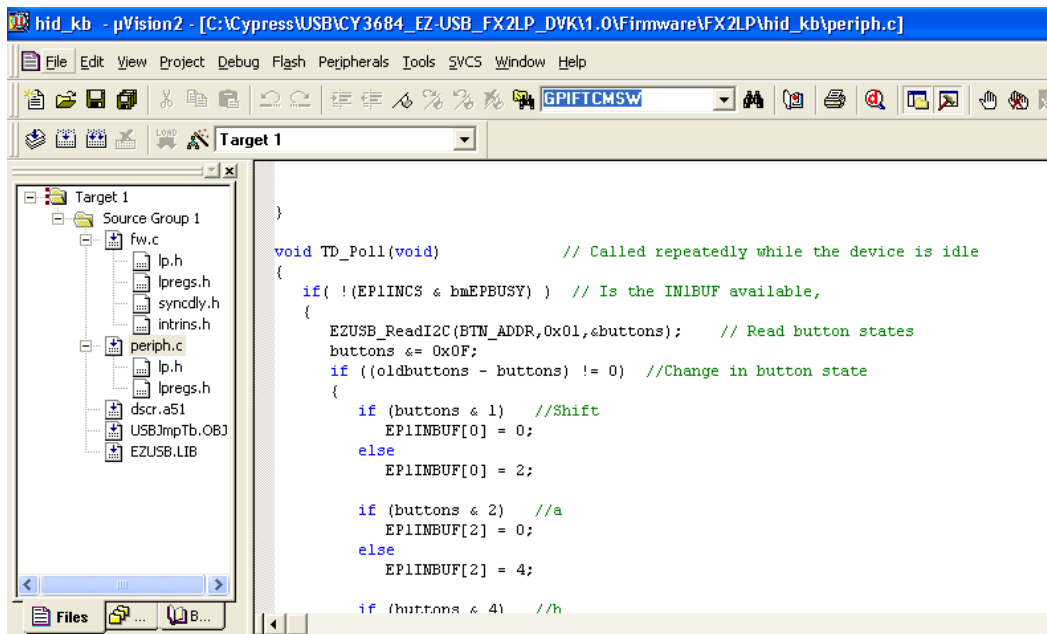 hid_kb - µVision2 - [C:\Cypress\USB\CY3684_EZ-USB_FX2LP_DVK\1.0\Firmware\FX2LP\hid_kb\periph.c]
File Edit View Project Debug Flash Peripherals Tools SVCS Window Help
GPIFTCMSW
LOAD
Target 1
Target 1
Source Group 1
fw.c
lp.h
lpregs.h
syncdly.h
intrins.h
periph.c
lp.h
lpregs.h
dscr.a51
USBJmpTb.OBJ
EZUSB.LIB
Files
...
B...
}
void TD_Poll(void) // Called repeatedly while the device is idle
{
if( !(EP1INCS & bmEPBUSY) ) // Is the IN1BUF available,
{
EZUSB_ReadI2C(BTN_ADDR,0x01,&buttons); // Read button states
buttons &= 0x0F;
if ((oldbuttons - buttons) != 0) //Change in button state
{
if (buttons & 1) //Shift
EP1INBUF[0] = 0;
else
EP1INBUF[0] = 2;
if (buttons & 2) //a
EP1INBUF[2] = 0;
else
EP1INBUF[2] = 4;
if (buttons & 4) //b